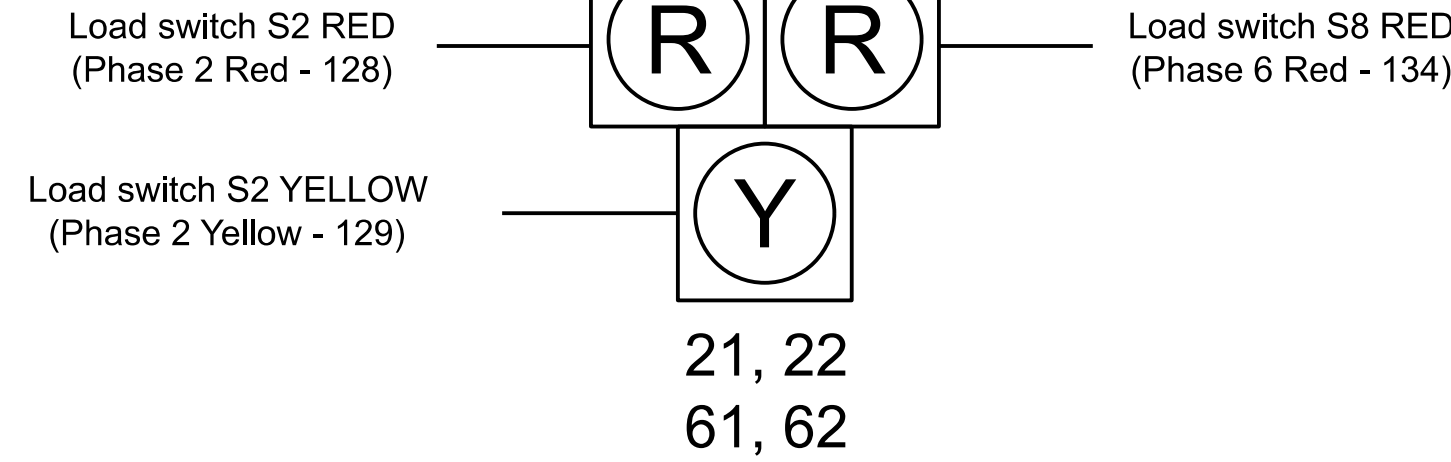 Load switch S2 RED
(Phase 2 Red - 128)
R R
Load switch S8 RED
(Phase 6 Red - 134)
Load switch S2 YELLOW
(Phase 2 Yellow - 129)
Y
21, 22
61, 62